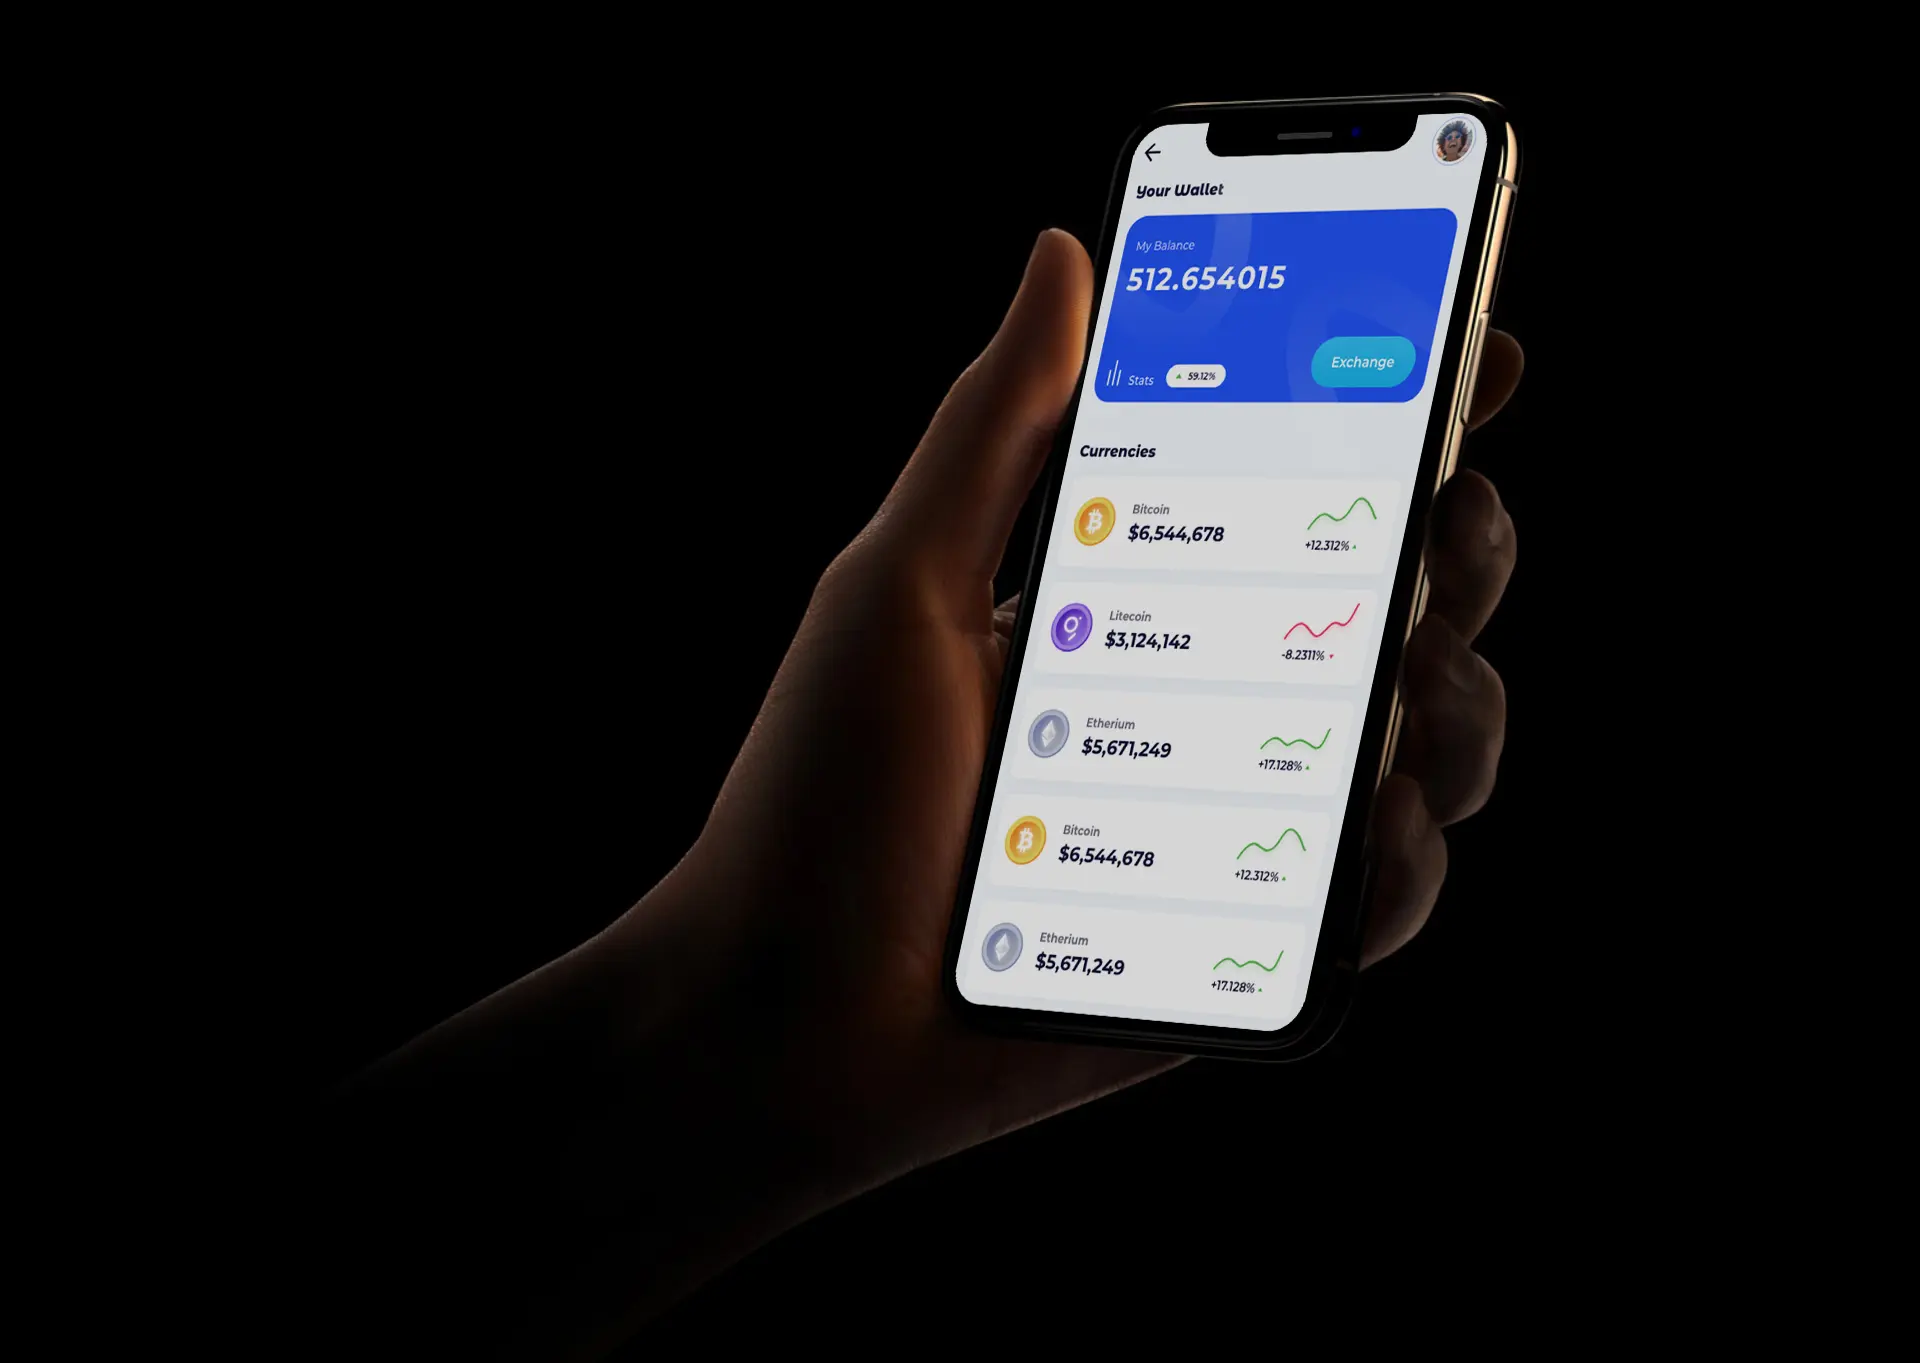 Your Wallet
My Balance
512.654015
Stats
59.12%
Exchange
Currencies
Bitcoin
$6,544,678
+12.312%
Litecoin
$3,124,142
-8.2311%
Etherium
$5,671,249
+17.128%
Bitcoin
$6,544,678
+12.312%
Etherium
$5,671,249
+17.128%